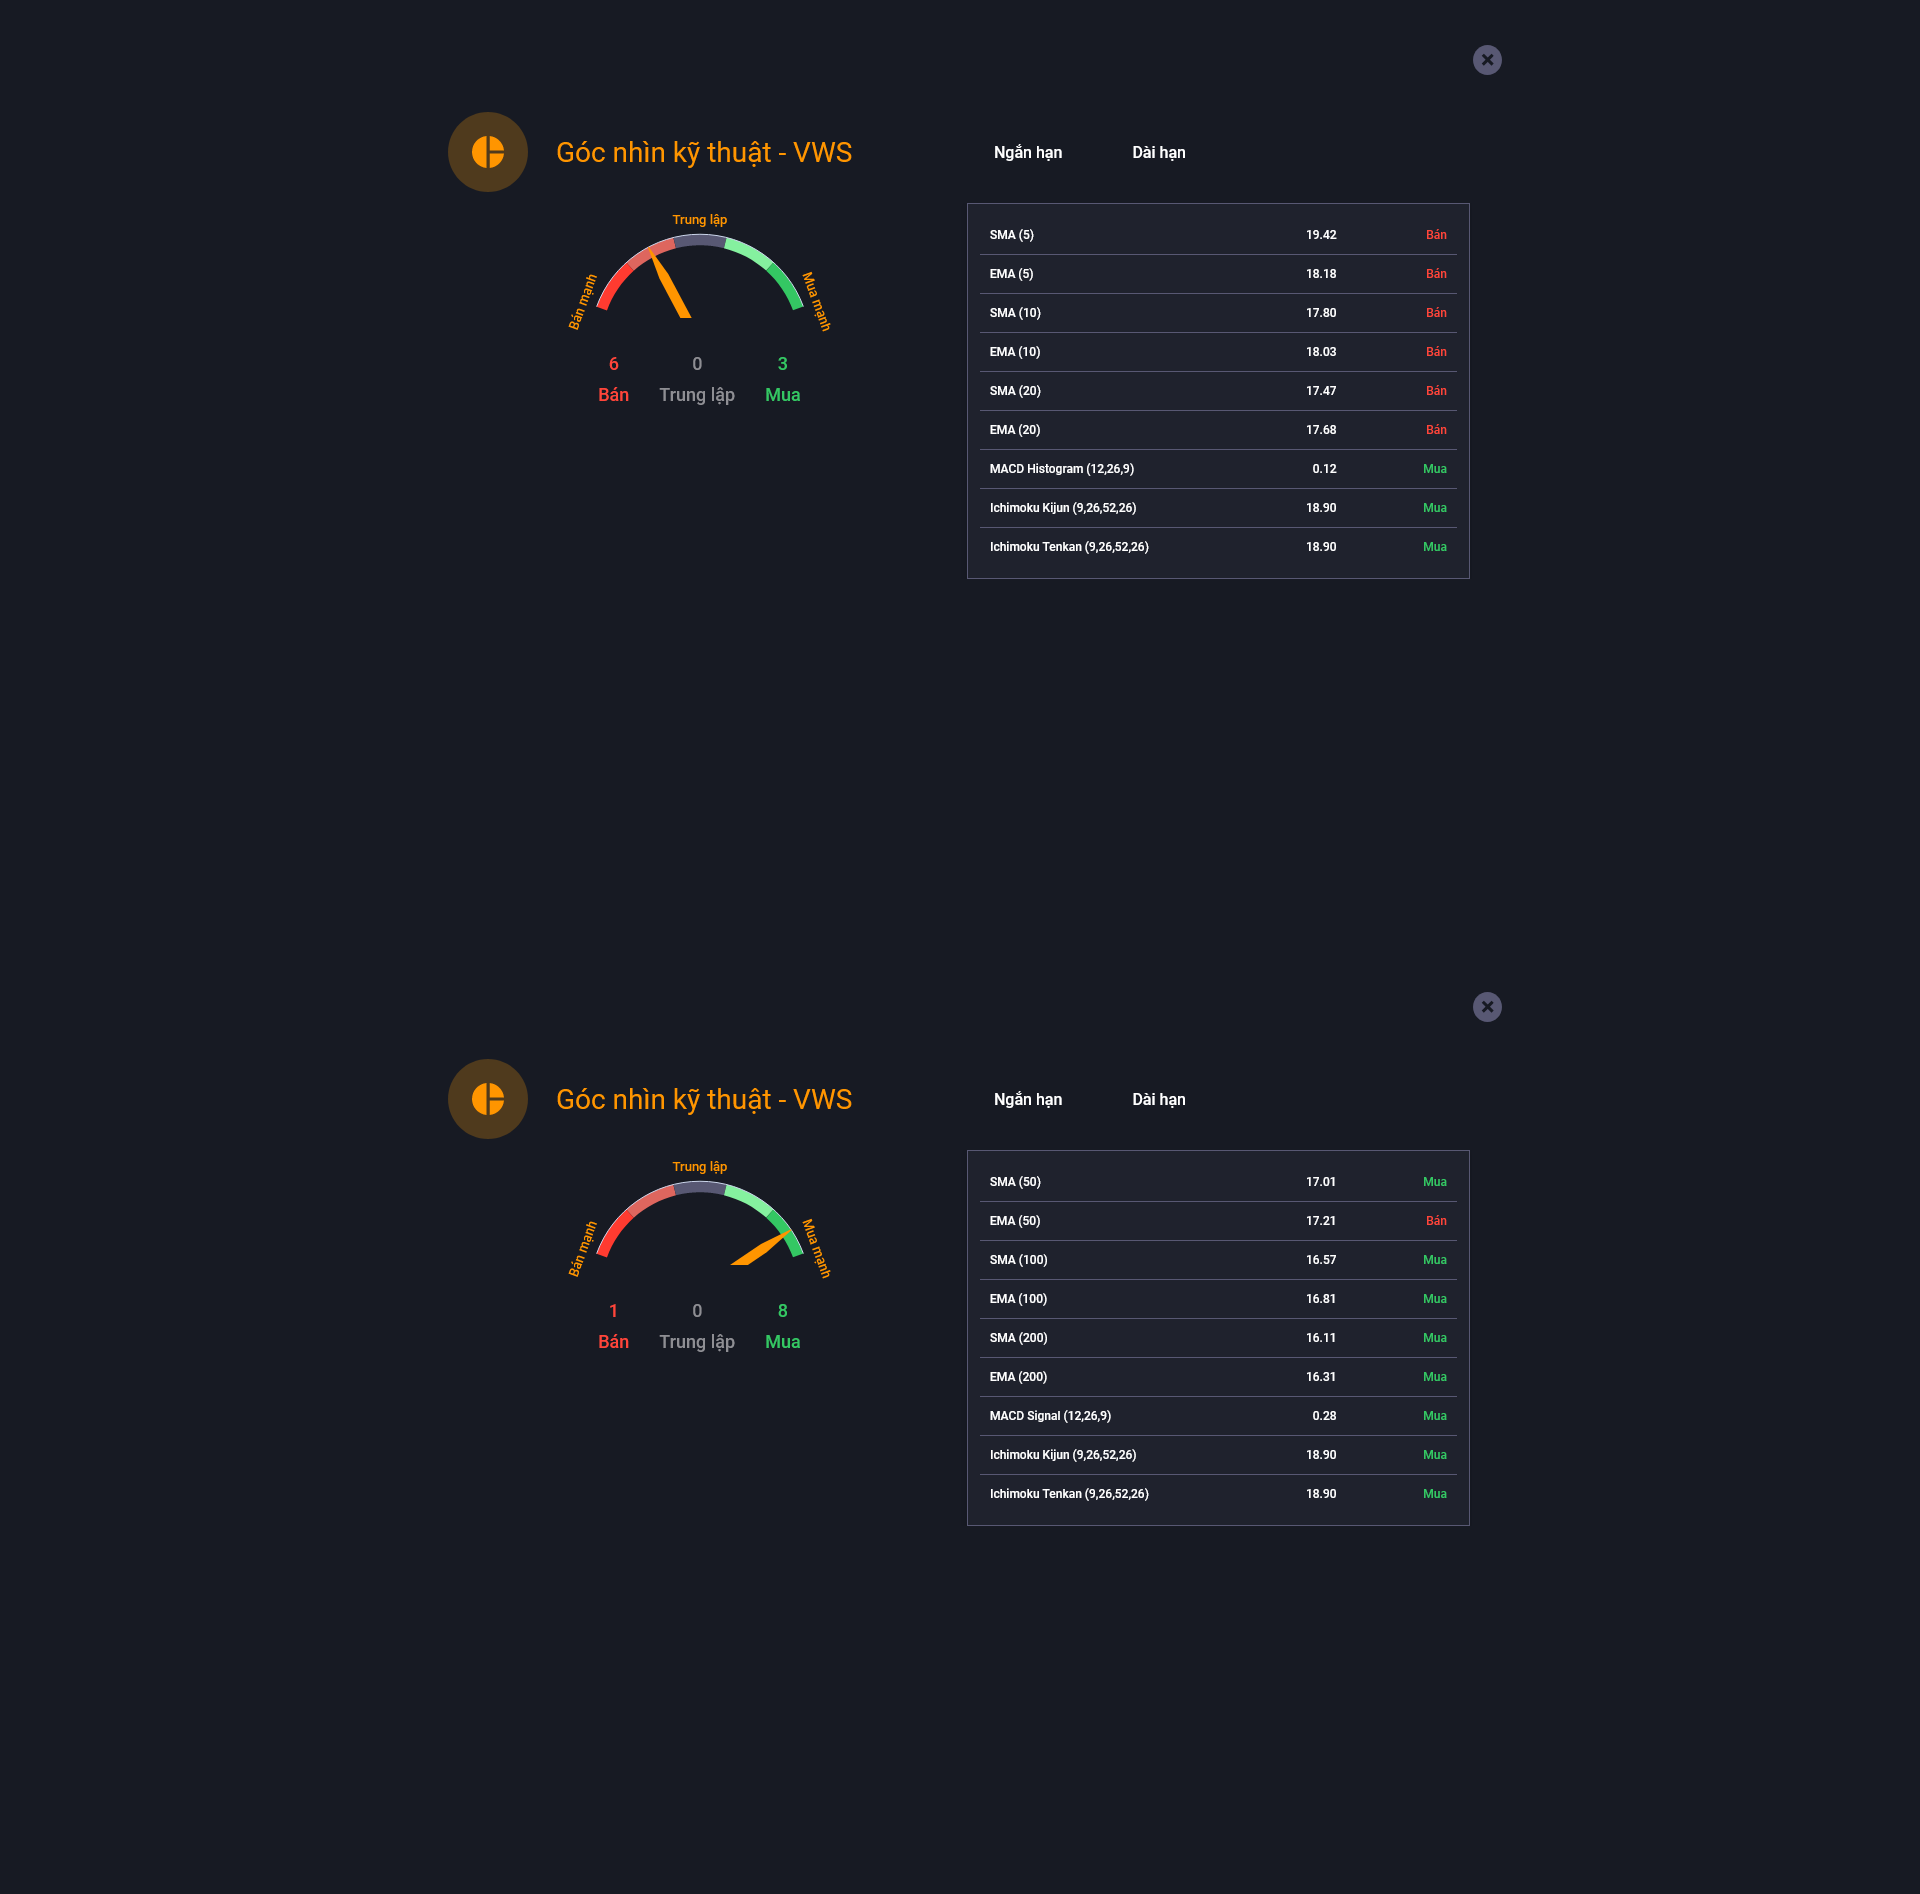 Góc nhìn kỹ thuật - VWS
Ngắn hạn Dài hạn
Trung lập
Bán mạnh
Mua mạnh
6 0 3
Bán Trung lập Mua
SMA (5) 19.42 Bán
EMA (5) 18.18 Bán
SMA (10) 17.80 Bán
EMA (10) 18.03 Bán
SMA (20) 17.47 Bán
EMA (20) 17.68 Bán
MACD Histogram (12,26,9) 0.12 Mua
Ichimoku Kijun (9,26,52,26) 18.90 Mua
Ichimoku Tenkan (9,26,52,26) 18.90 Mua
Góc nhìn kỹ thuật - VWS
Ngắn hạn Dài hạn
Trung lập
Bán mạnh
Mua mạnh
1 0 8
Bán Trung lập Mua
SMA (50) 17.01 Mua
EMA (50) 17.21 Bán
SMA (100) 16.57 Mua
EMA (100) 16.81 Mua
SMA (200) 16.11 Mua
EMA (200) 16.31 Mua
MACD Signal (12,26,9) 0.28 Mua
Ichimoku Kijun (9,26,52,26) 18.90 Mua
Ichimoku Tenkan (9,26,52,26) 18.90 Mua